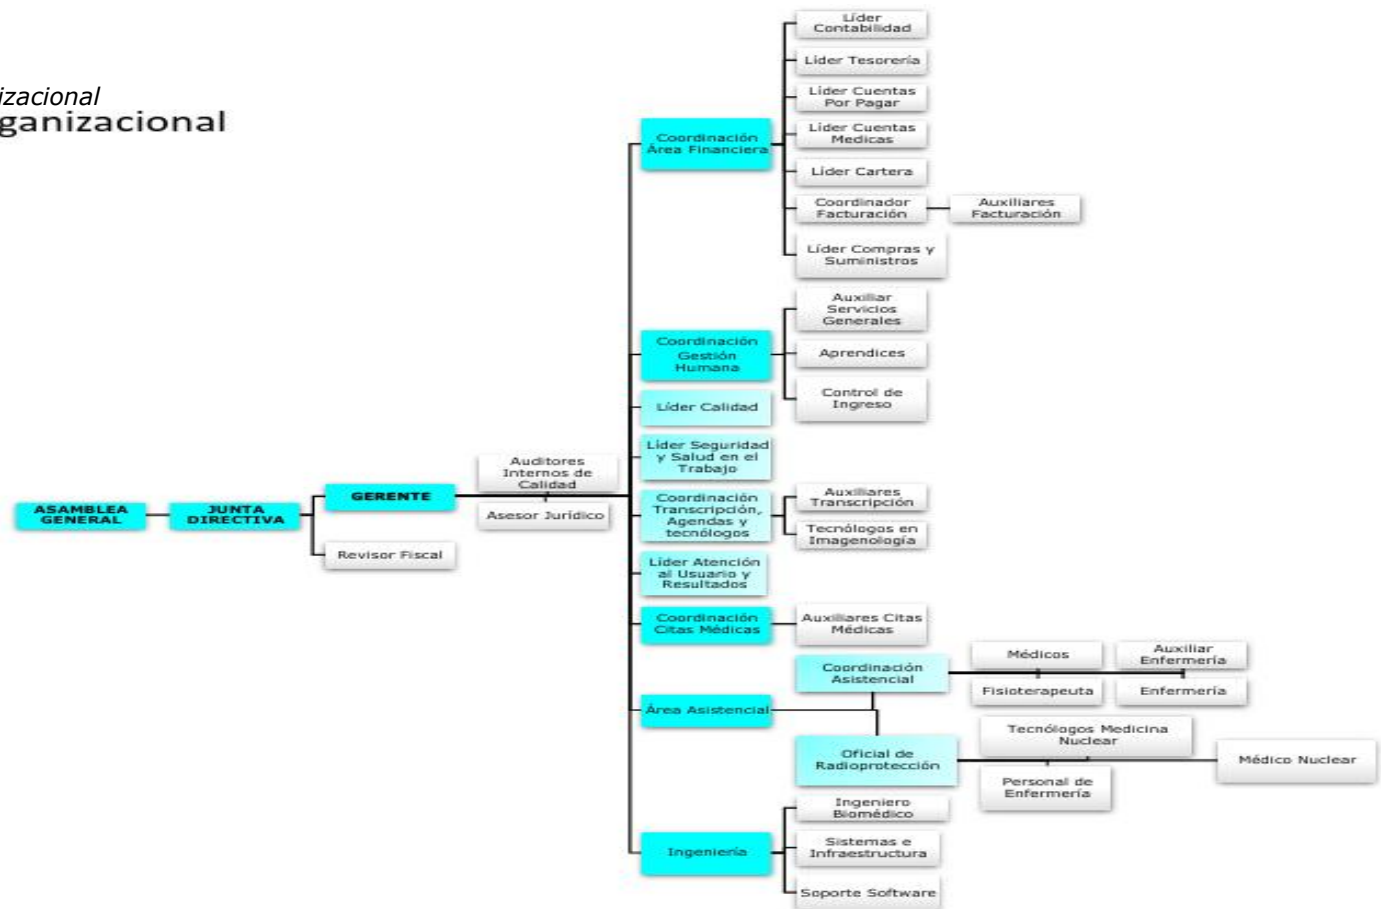 izacional
ganizacional
Líder
Contabilidad
Líder Tesorería
Líder Cuentas
Por Pagar
Líder Cuentas
Medicas
Líder Cartera
Coordinador
Facturación
Auxiliares
Facturación
Líder Compras y
Suministros
Coordinación
Área Financiera
Auxiliar
Servicios
Generales
Aprendices
Control de
Ingreso
Coordinación
Gestión
Humana
Líder Calidad
Líder Seguridad
y Salud en el
Trabajo
ASAMBLEA
GENERAL
JUNTA
DIRECTIVA
GERENTE
Revisor Fiscal
Auditores
Internos de
Calidad
Asesor Jurídico
Coordinación
Transcripción,
Agendas y
tecnólogos
Auxiliares
Transcripción
Tecnólogos en
Imagenología
Líder Atención
al Usuario y
Resultados
Coordinación
Citas Médicas
Auxiliares Citas
Médicas
Área Asistencial
Coordinación
Asistencial
Médicos
Auxiliar
Enfermería
Fisioterapeuta
Enfermería
Oficial de
Radioprotección
Tecnólogos Medicina
Nuclear
Personal de
Enfermería
Médico Nuclear
Ingeniería
Ingeniero
Biomédico
Sistemas e
Infraestructura
Soporte Software